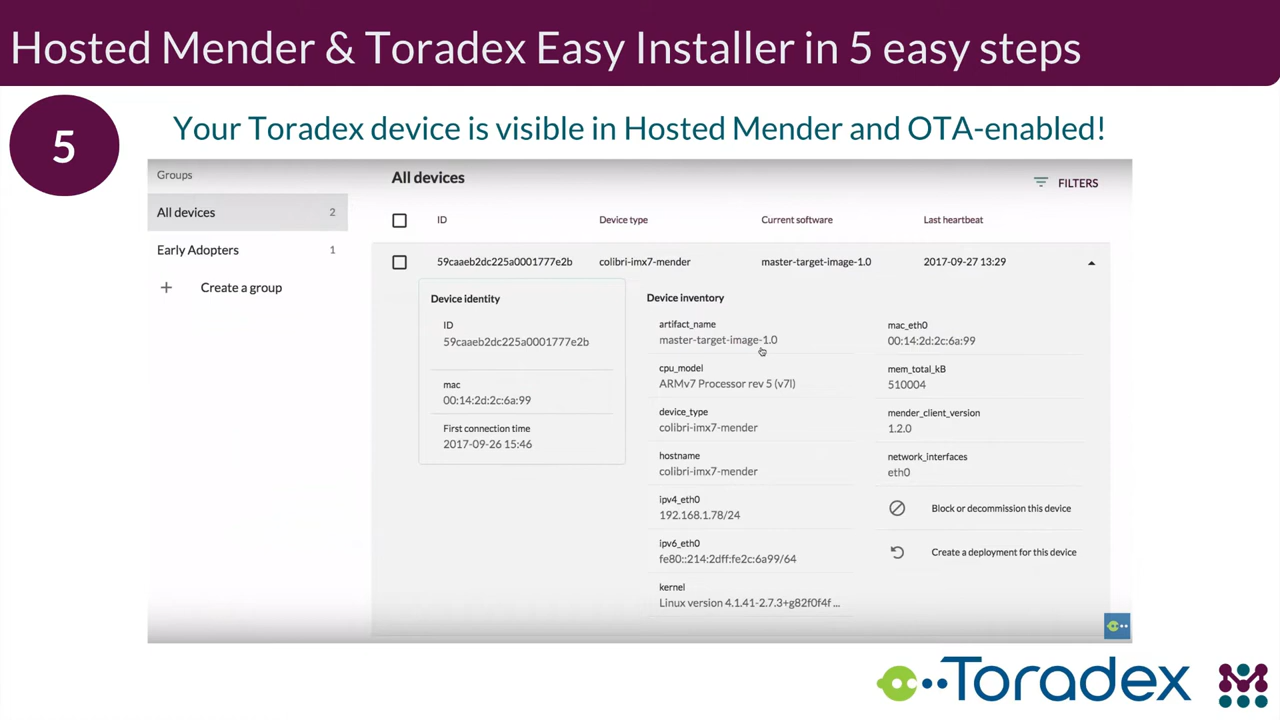 Hosted Mender & Toradex Easy Installer in 5 easy steps
5
Your Toradex device is visible in Hosted Mender and OTA-enabled!
Groups
All devices 2
Early Adopters 1
+ Create a group
All devices
FILTERS
ID Device type Current software Last heartbeat
59caaeb2dc225a0001777e2b colibri-imx7-mender master-target-image-1.0 2017-09-27 13:29
Device identity
ID
59caaeb2dc225a0001777e2b
mac
00:14:2d:2c:6a:99
First connection time
2017-09-26 15:46
Device inventory
artifact_name
master-target-image-1.0
cpu_model
ARMv7 Processor rev 5 (v7l)
device_type
colibri-imx7-mender
hostname
colibri-imx7-mender
ipv4_eth0
192.168.1.78/24
ipv6_eth0
fe80::214:2dff:fe2c:6a99/64
kernel
Linux version 4.1.41-2.7.3+g82f0f4f ...
mac_eth0
00:14:2d:2c:6a:99
mem_total_kB
510004
mender_client_version
1.2.0
network_interfaces
eth0
Block or decommission this device
Create a deployment for this device
Toradex